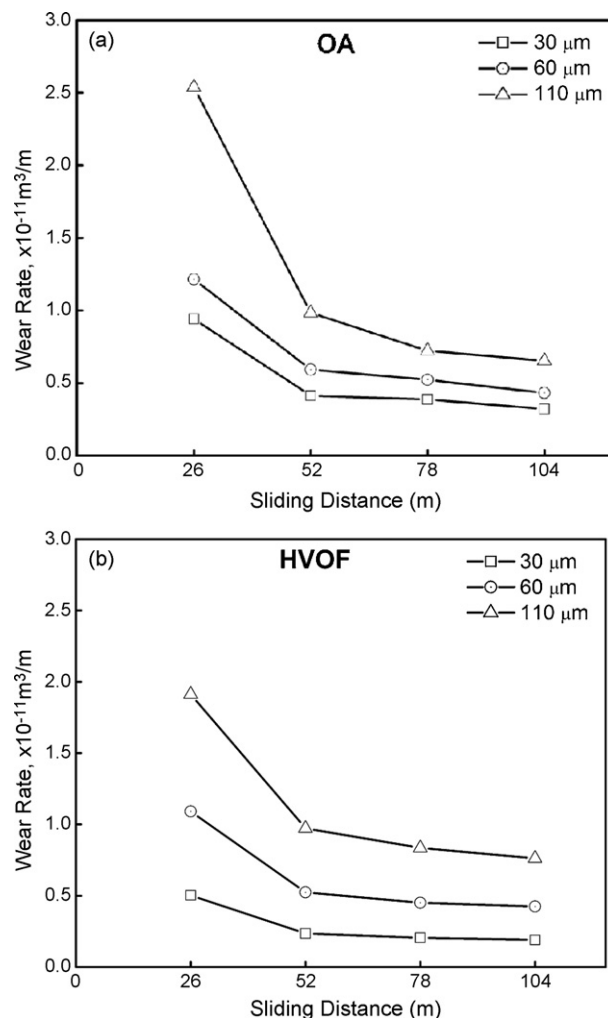 (a)
OA
30 μm
60 μm
110 μm
3.0
2.5
2.0
1.5
1.0
0.5
0.0
Wear Rate, x10⁻¹¹m³/m
0 26 52 78 104
Sliding Distance (m)
(b)
HVOF
30 μm
60 μm
110 μm
3.0
2.5
2.0
1.5
1.0
0.5
0.0
Wear Rate, x10⁻¹¹m³/m
0 26 52 78 104
Sliding Distance (m)